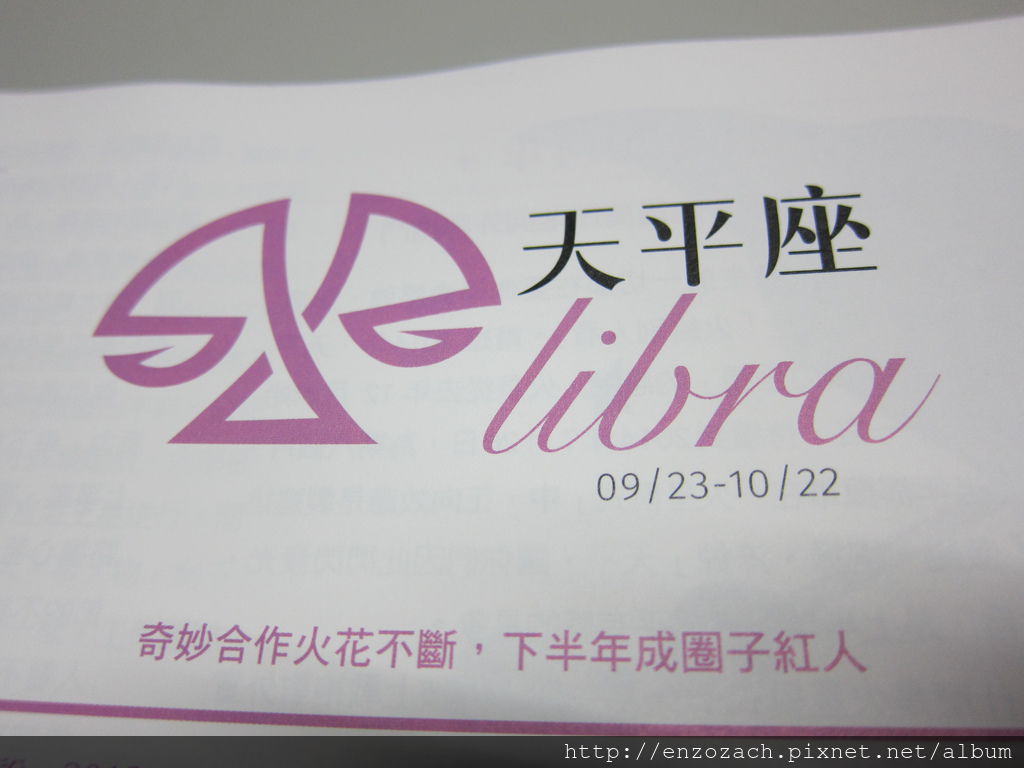 天平座
libra
09/23-10/22
奇妙合作火花不斷，下半年成圈子紅人
http://enzozach.pixnet.net/album